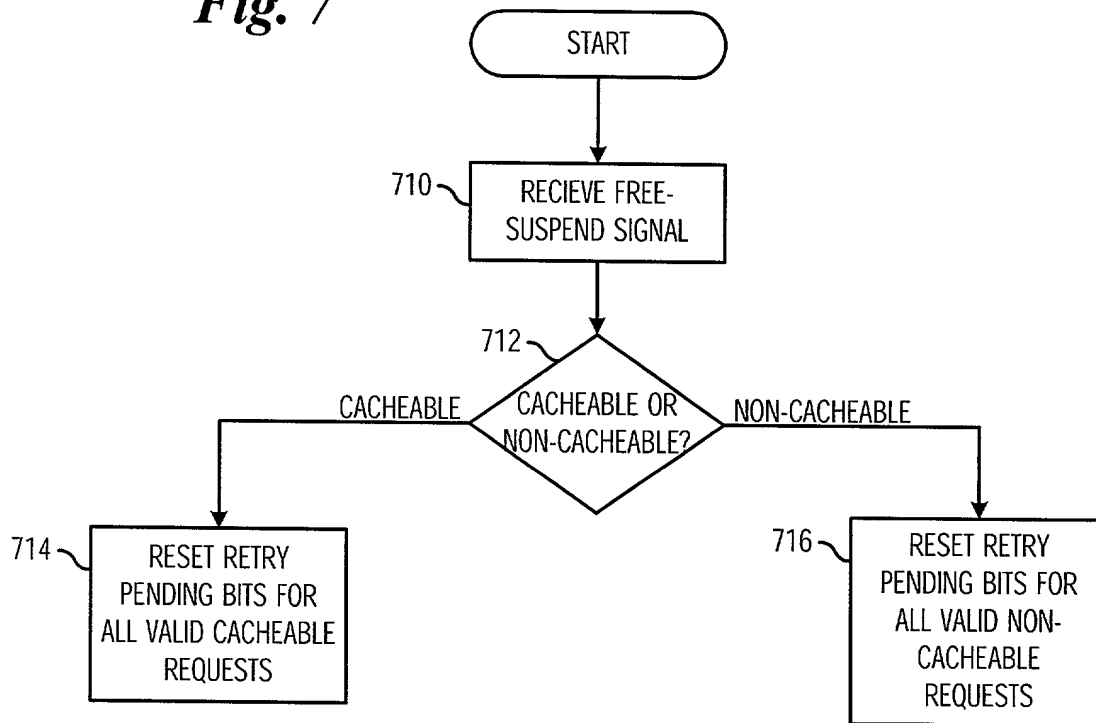 Fig. 7
START
710
RECIEVE FREE-
SUSPEND SIGNAL
712
CACHEABLE
CACHEABLE OR
NON-CACHEABLE?
NON-CACHEABLE
714
RESET RETRY
PENDING BITS FOR
ALL VALID CACHEABLE
REQUESTS
716
RESET RETRY
PENDING BITS FOR
ALL VALID NON-
CACHEABLE
REQUESTS